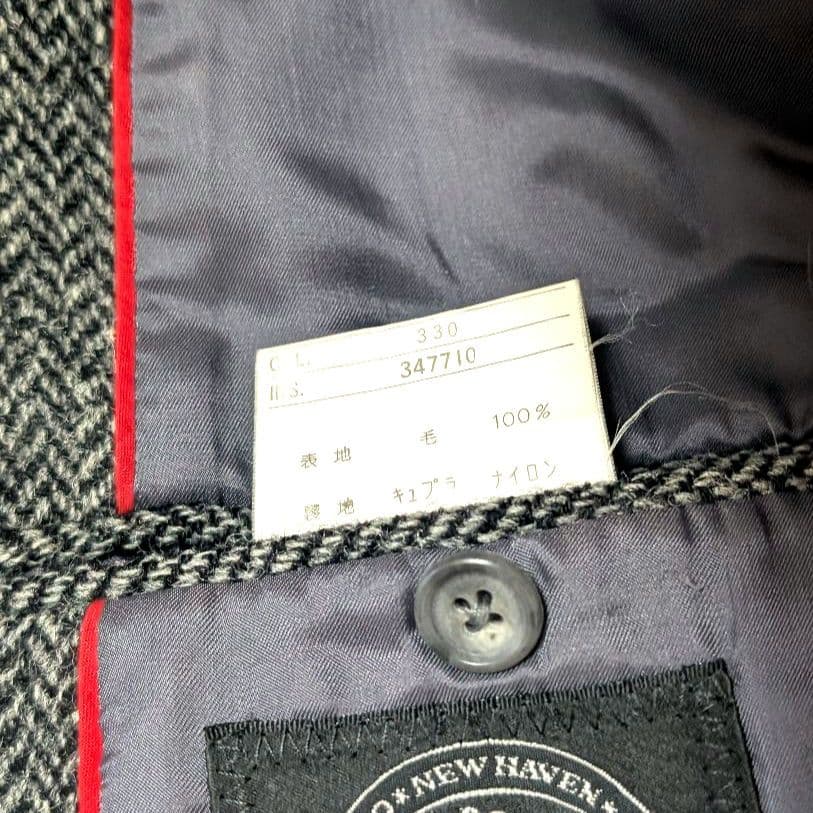 C. L. 330
H. S. 347710
表地 毛 100%
裏地 キュプラ ナイロン
★ NEW HAVEN ★